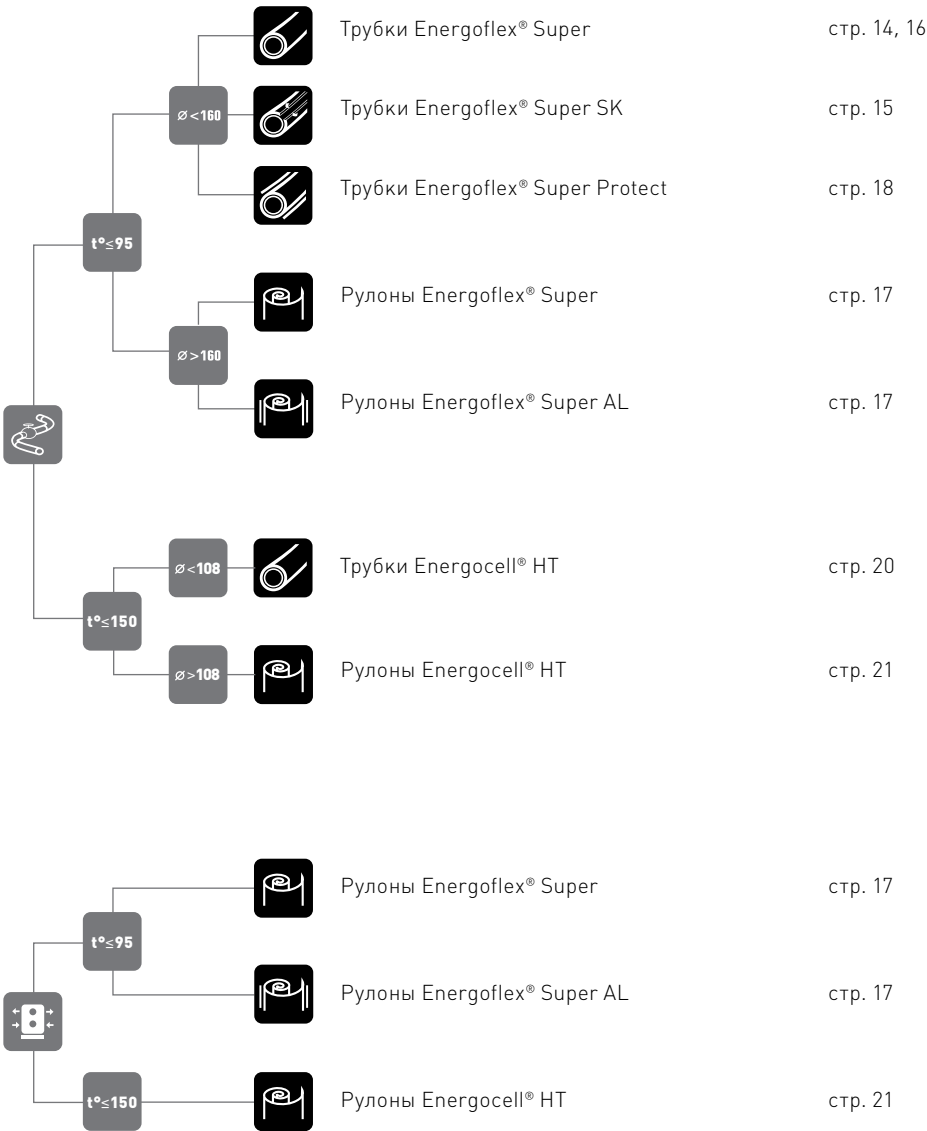 Трубки Energoflex® Super стр. 14, 16
ø<160
Трубки Energoflex® Super SK стр. 15
Трубки Energoflex® Super Protect стр. 18
t°≤95
Рулоны Energoflex® Super стр. 17
ø>160
Рулоны Energoflex® Super AL стр. 17
ø<108
Трубки Energocell® HT стр. 20
t°≤150
ø>108
Рулоны Energocell® HT стр. 21
Рулоны Energoflex® Super стр. 17
t°≤95
Рулоны Energoflex® Super AL стр. 17
t°≤150
Рулоны Energocell® HT стр. 21